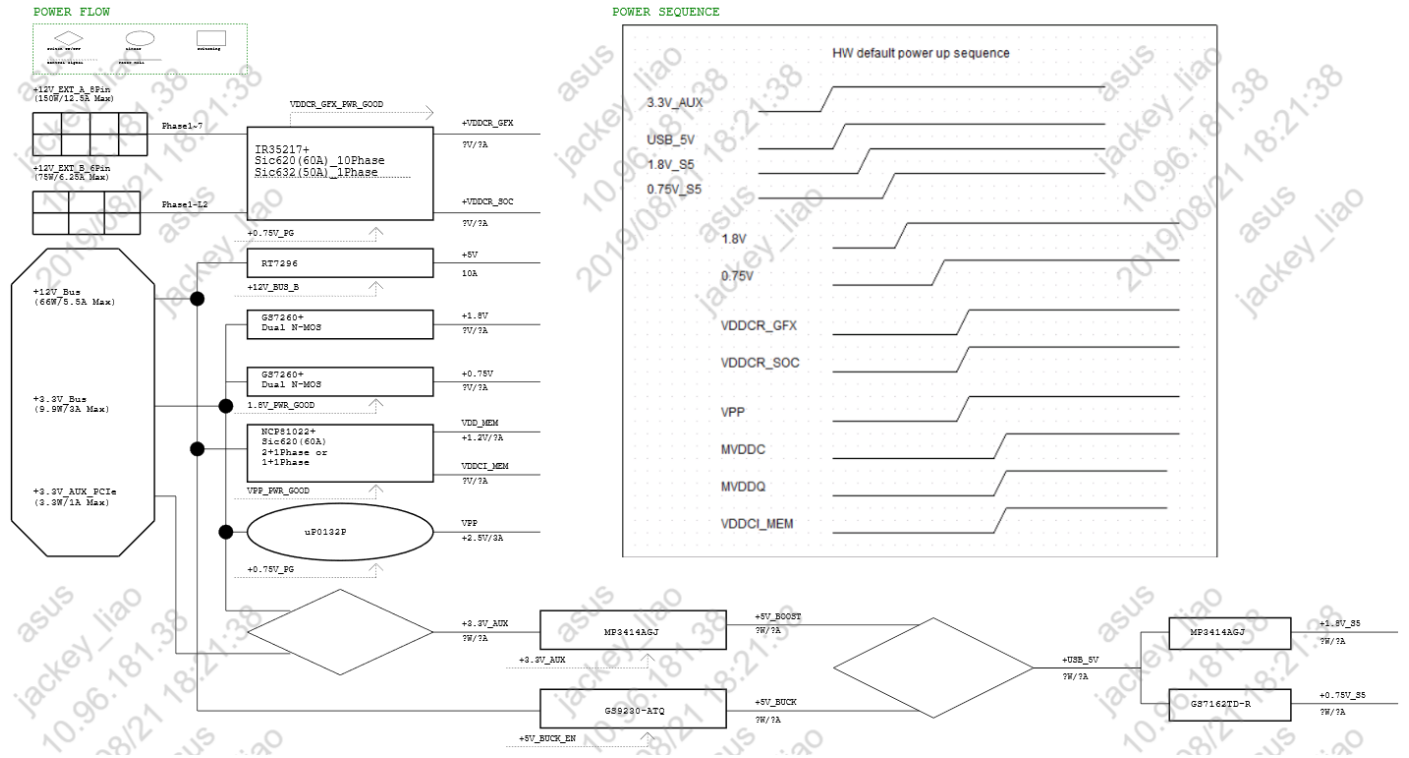 POWER FLOW
+12V_EXT_A_8Pin
(150W/12.5A Max)
Phase1~7
+12V_EXT_B_6Pin
(75W/6.25A Max)
Phase1~L2
VDDCR_GFX_PWR_GOOD
IR35217+
Sic620(60A)_10Phase
Sic632(50A)_1Phase
+VDDCR_GFX
?V/?A
+VDDCR_SOC
?V/?A
+0.75V_PG
RT7296
+5V
10A
+12V_BUS_B
+12V_Bus
(66W/5.5A Max)
GS7260+
Dual N-MOS
+1.8V
?V/?A
GS7260+
Dual N-MOS
+0.75V
?V/?A
1.8V_PWR_GOOD
+3.3V_Bus
(9.9W/3A Max)
NCP81022+
Sic620(60A)
2+1Phase or
1+1Phase
VDD_MEM
+1.2V/?A
VDDCI_MEM
?V/?A
VPP_PWR_GOOD
+3.3V_AUX_PCIe
(3.3W/1A Max)
uP0132P
VPP
+2.5V/3A
+0.75V_PG
+3.3V_AUX
?W/?A
MP3414AGJ
+3.3V_AUX
+5V_BOOST
?W/?A
GS9230-ATQ
+5V_BUCK_EN
+5V_BUCK
?W/?A
+USB_5V
?W/?A
MP3414AGJ
+1.8V_S5
?W/?A
GS7162TD-R
+0.75V_S5
?W/?A
POWER SEQUENCE
HW default power up sequence
3.3V_AUX
USB_5V
1.8V_S5
0.75V_S5
1.8V
0.75V
VDDCR_GFX
VDDCR_SOC
VPP
MVDDC
MVDDQ
VDDCI_MEM
asus
jackey_liao
10.96.181.38
2019/08/21 18:21:38